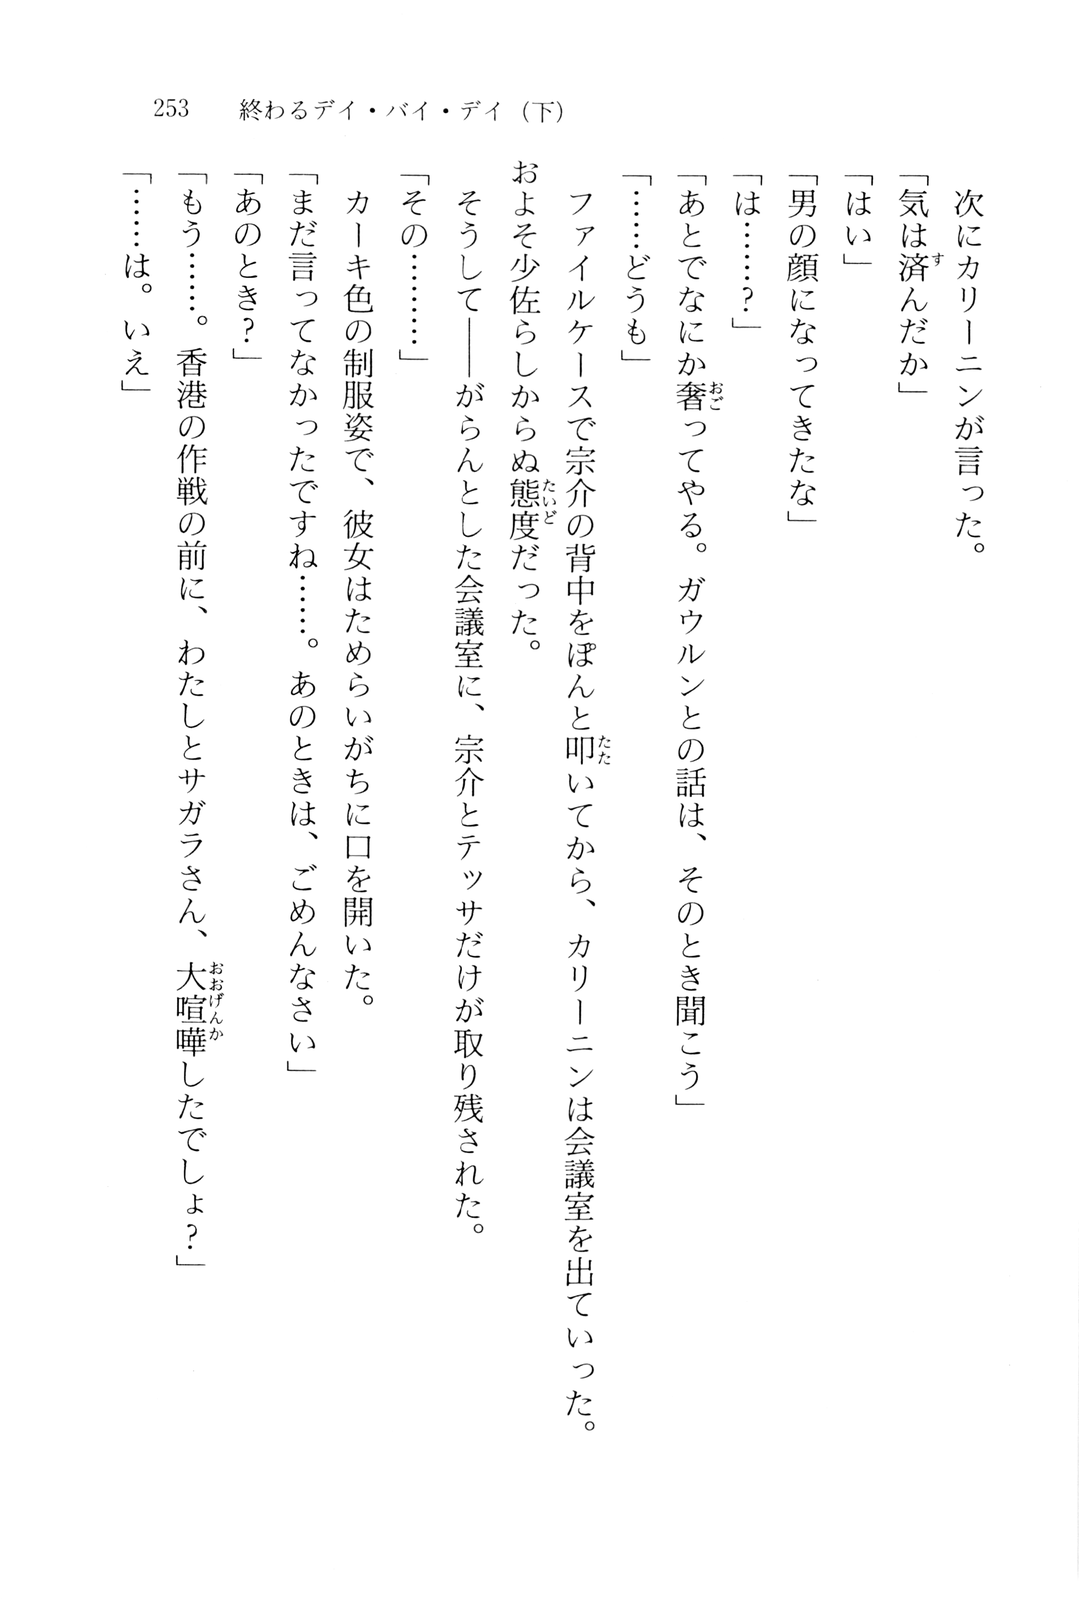 253 終わるデイ・バイ・デイ（下）
　次にカリーニンが言った。
「気は済んだか」
「はい」
「男の顔になってきたな」
「は……？」
「あとでなにか奢ってやる。ガウルンとの話は、そのとき聞こう」
「……どうも」
　ファイルケースで宗介の背中をぽんと叩いてから、カリーニンは会議室を出ていった。
およそ少佐らしからぬ態度だった。
　そうして――がらんとした会議室に、宗介とテッサだけが取り残された。
「その………」
　カーキ色の制服姿で、彼女はためらいがちに口を開いた。
「まだ言ってなかったですね……。あのときは、ごめんなさい」
「あのとき？」
「もう……。香港の作戦の前に、わたしとサガラさん、大喧嘩したでしょ？」
「……は。いえ」